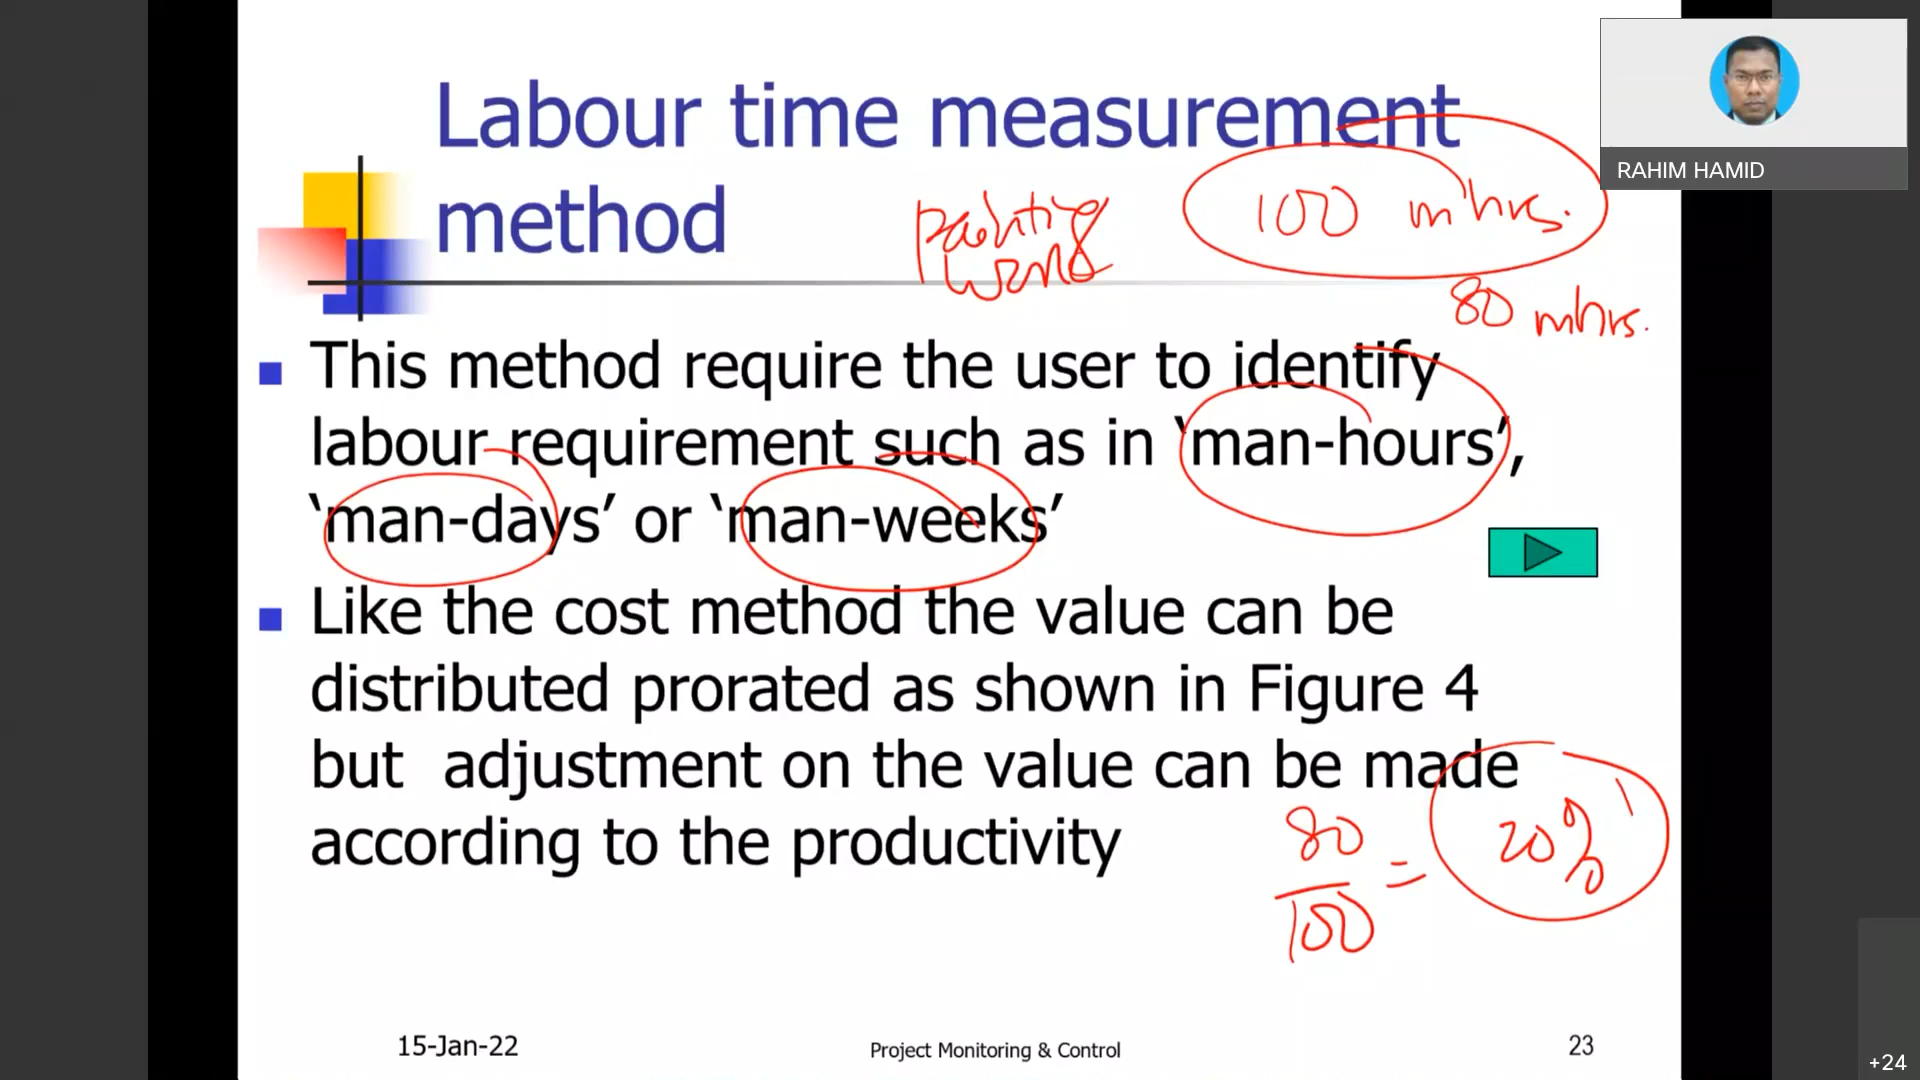 Labour time measurement
method
painting
work
100 mhrs.
80 mhrs.
RAHIM HAMID
This method require the user to identify
labour requirement such as in ‘man-hours’,
‘man-days’ or ‘man-weeks’
Like the cost method the value can be
distributed prorated as shown in Figure 4
but adjustment on the value can be made
according to the productivity
80
100
= 20%
15-Jan-22
Project Monitoring & Control
23
+24